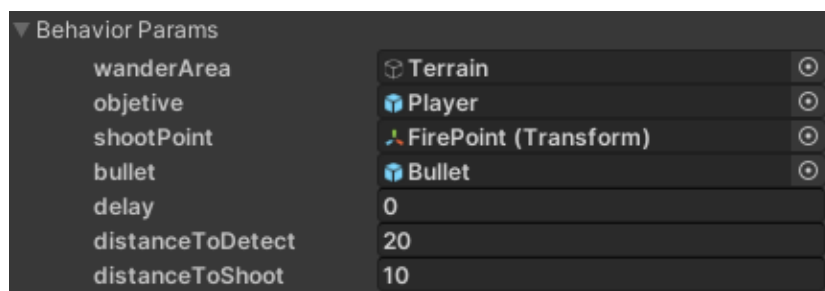 Behavior Params
wanderArea Terrain
objetive Player
shootPoint FirePoint (Transform)
bullet Bullet
delay 0
distanceToDetect 20
distanceToShoot 10